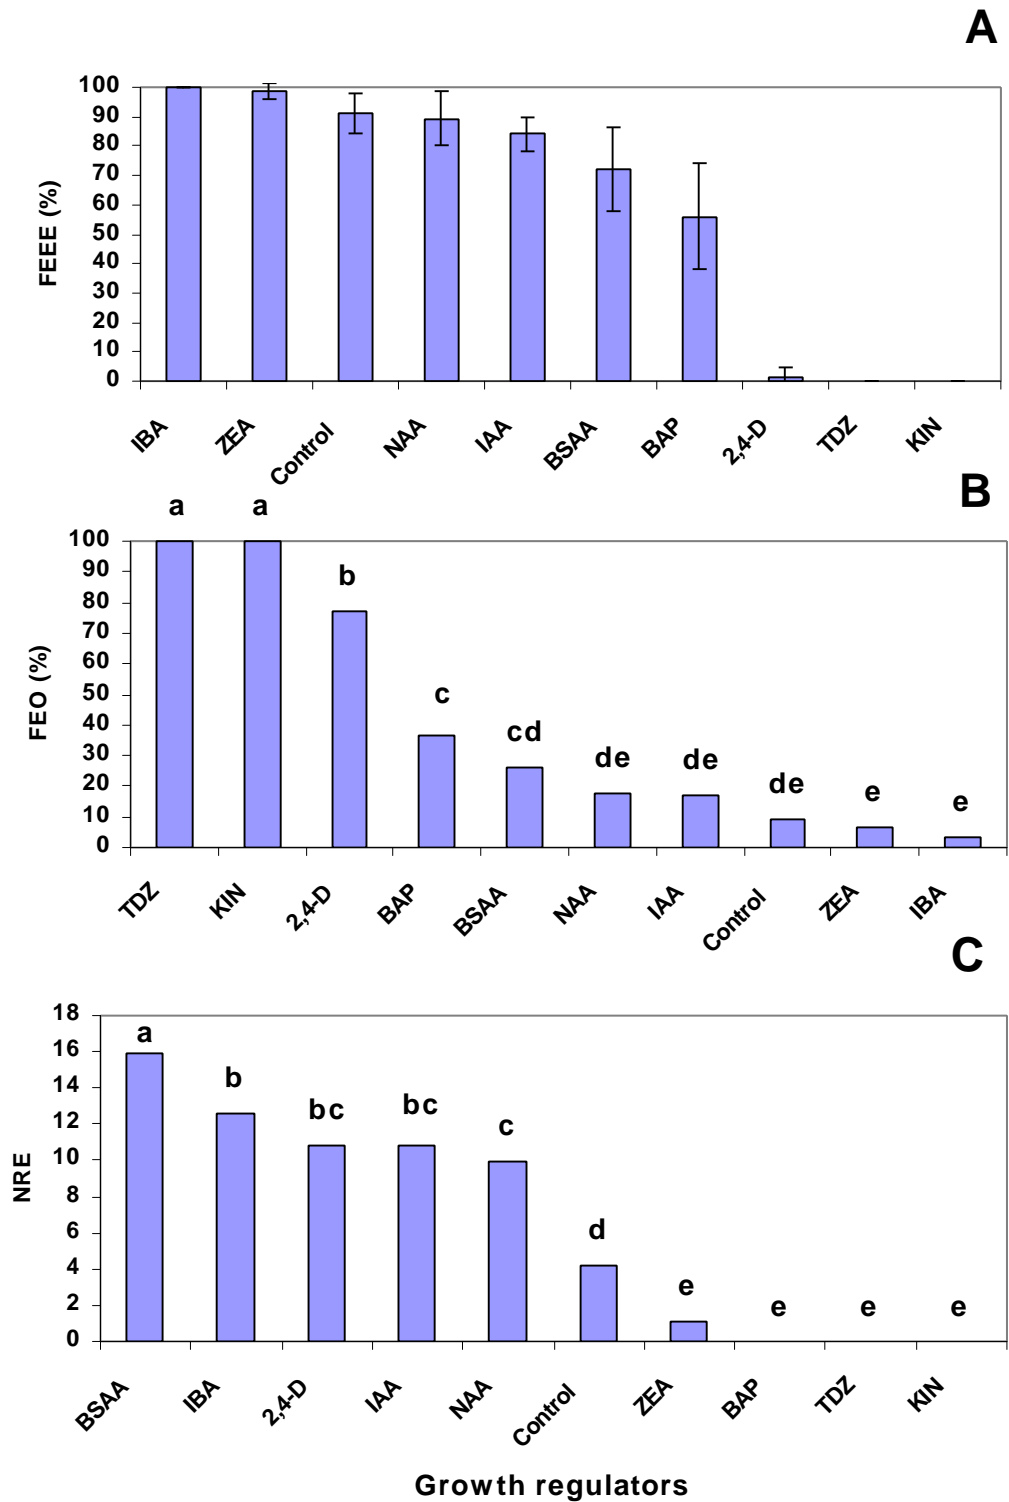 A
100
90
80
70
60
50
40
30
20
10
0
FEEE (%)
IBA ZEA Control NAA IAA BSAA BAP 2,4-D TDZ KIN
B
a a b c cd de de de e e
100
90
80
70
60
50
40
30
20
10
0
FEO (%)
TDZ KIN 2,4-D BAP BSAA NAA IAA Control ZEA IBA
C
a b bc bc c d e e e e
18
16
14
12
10
8
6
4
2
0
NRE
BSAA IBA 2,4-D IAA NAA Control ZEA BAP TDZ KIN
Growth regulators